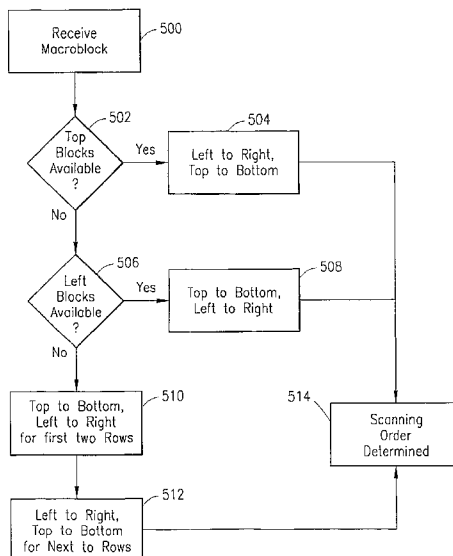 Receive
Macroblock
500
502
Top
Blocks
Available
?
Yes
504
Left to Right,
Top to Bottom
No
506
Left
Blocks
Available
?
Yes
508
Top to Bottom,
Left to Right
No
510
Top to Bottom,
Left to Right
for first two Rows
514
Scanning
Order
Determined
512
Left to Right,
Top to Bottom
for Next to Rows